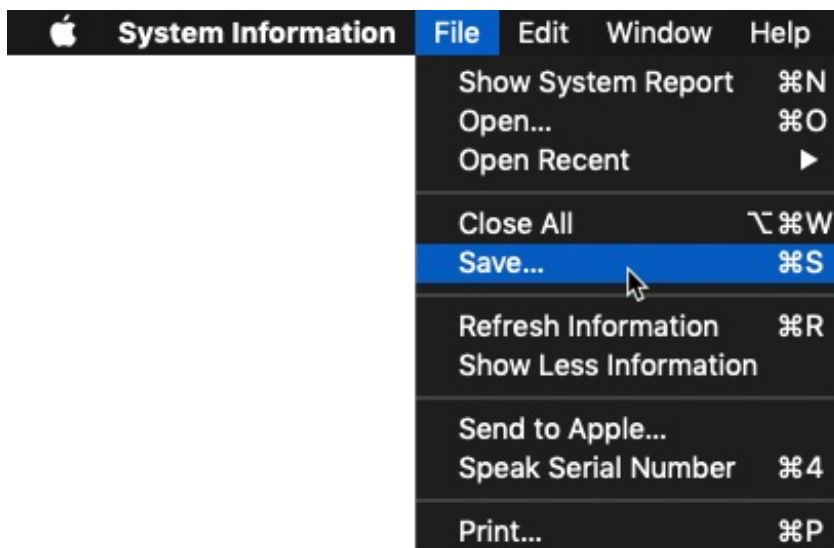 System Information File Edit Window Help
Show System Report ⌘N
Open... ⌘O
Open Recent ▶
Close All ⌥⌘W
Save... ⌘S
Refresh Information ⌘R
Show Less Information
Send to Apple...
Speak Serial Number ⌘4
Print... ⌘P